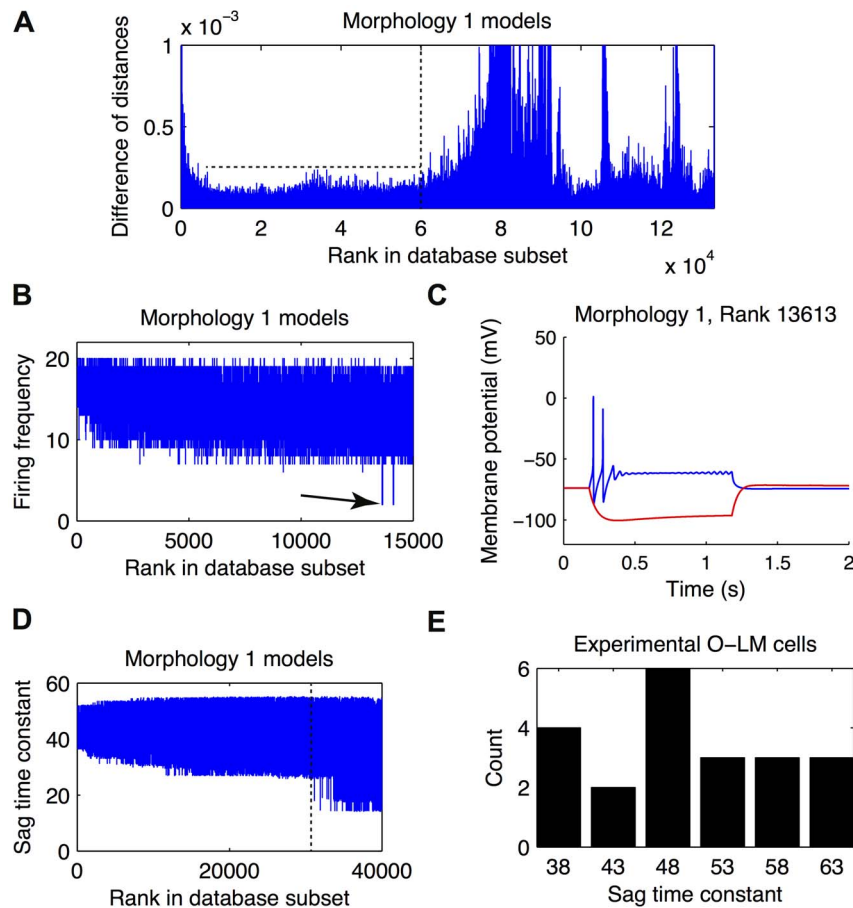 A
Morphology 1 models
x 10⁻³
1
0.5
0
Difference of distances
0 2 4 6 8 10 12
Rank in database subset
x 10⁴
B
Morphology 1 models
20
10
0
Firing frequency
0 5000 10000 15000
Rank in database subset
C
Morphology 1, Rank 13613
50
0
−50
−100
Membrane potential (mV)
0 0.5 1 1.5 2
Time (s)
D
Morphology 1 models
60
40
20
0
Sag time constant
0 20000 40000
Rank in database subset
E
Experimental O−LM cells
6
4
2
0
Count
38 43 48 53 58 63
Sag time constant